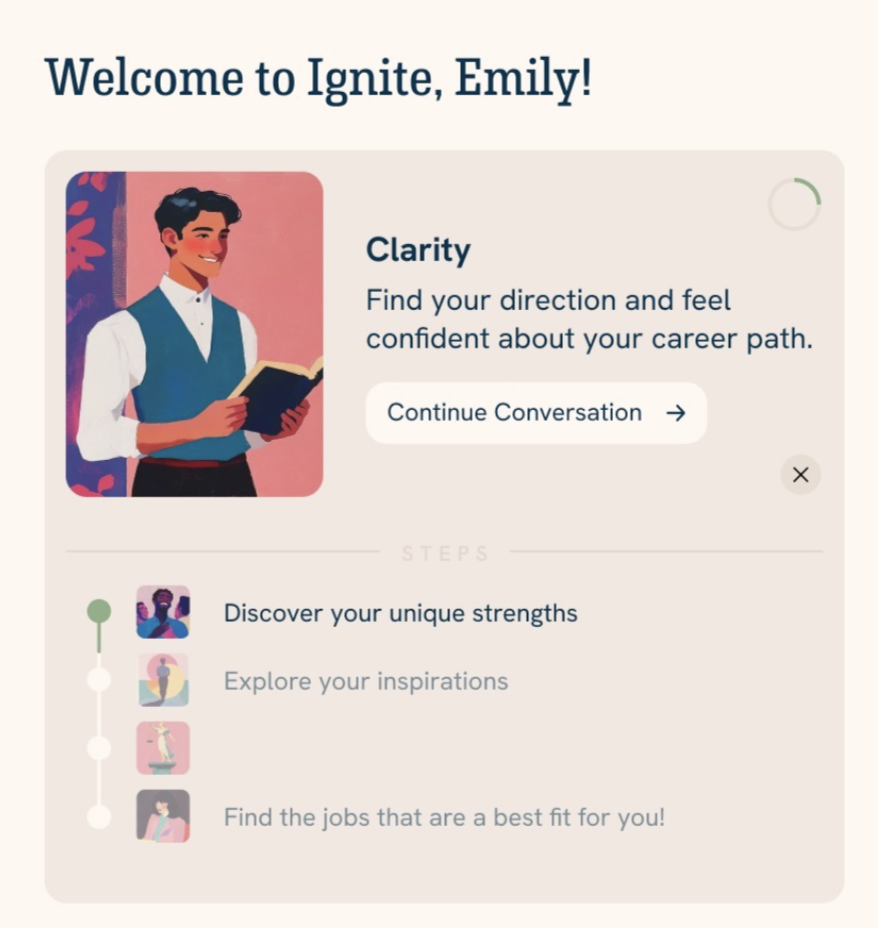 Welcome to Ignite, Emily!
Clarity
Find your direction and feel
confident about your career path.
Continue Conversation →
STEPS
Discover your unique strengths
Explore your inspirations
Find the jobs that are a best fit for you!